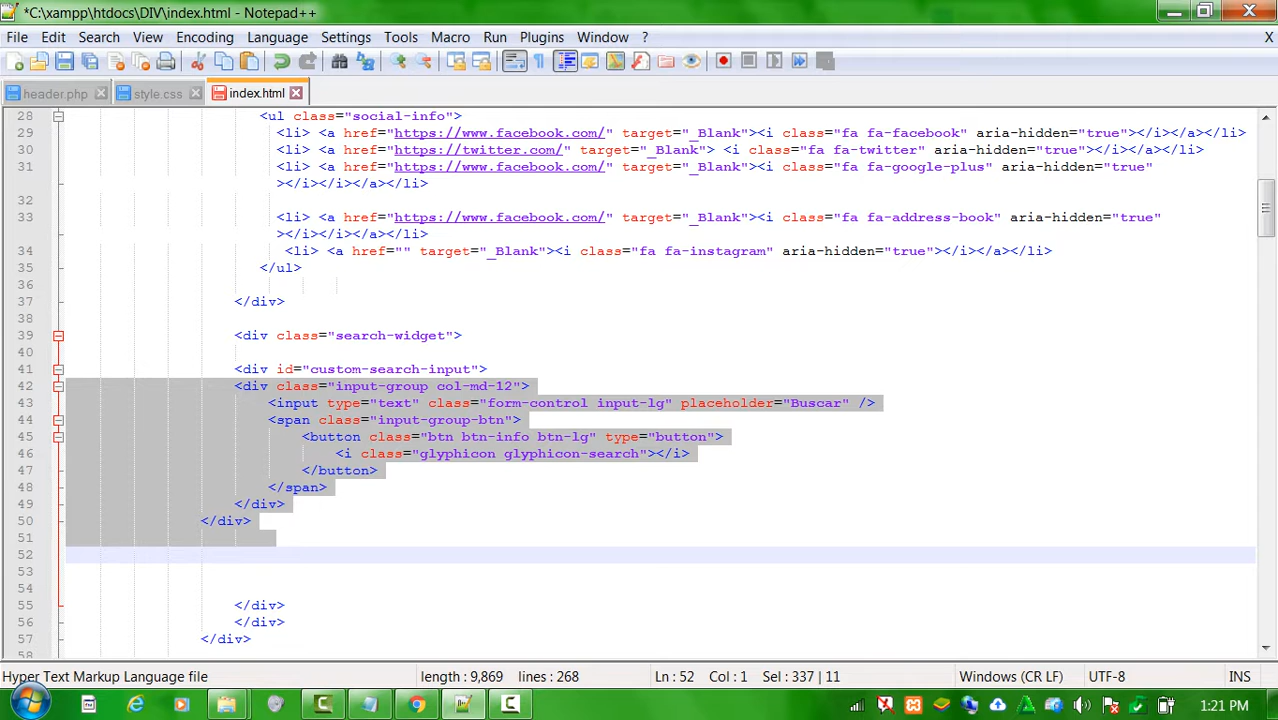 *C:\xampp\htdocs\DIV\index.html - Notepad++
File Edit Search View Encoding Language Settings Tools Macro Run Plugins Window ? X
header.php style.css index.html
28 <ul class="social-info">
29 <li> <a href="https://www.facebook.com/" target="_Blank"><i class="fa fa-facebook" aria-hidden="true"></i></a></li>
30 <li> <a href="https://twitter.com/" target="_Blank"> <i class="fa fa-twitter" aria-hidden="true"></i></a></li>
31 <li> <a href="https://www.facebook.com/" target="_Blank"><i class="fa fa-google-plus" aria-hidden="true"
></i></i></a></li>
32
33 <li> <a href="https://www.facebook.com/" target="_Blank"><i class="fa fa-address-book" aria-hidden="true"
></i></i></a></li>
34 <li> <a href="" target="_Blank"><i class="fa fa-instagram" aria-hidden="true"></i></a></li>
35 </ul>
36
37 </div>
38
39 <div class="search-widget">
40
41 <div id="custom-search-input">
42 <div class="input-group col-md-12">
43 <input type="text" class="form-control input-lg" placeholder="Buscar" />
44 <span class="input-group-btn">
45 <button class="btn btn-info btn-lg" type="button">
46 <i class="glyphicon glyphicon-search"></i>
47 </button>
48 </span>
49 </div>
50 </div>
51
52
53
54
55 </div>
56 </div>
57 </div>
58
Hyper Text Markup Language file length : 9,869 lines : 268 Ln : 52 Col : 1 Sel : 337 | 11 Windows (CR LF) UTF-8 INS
1:21 PM